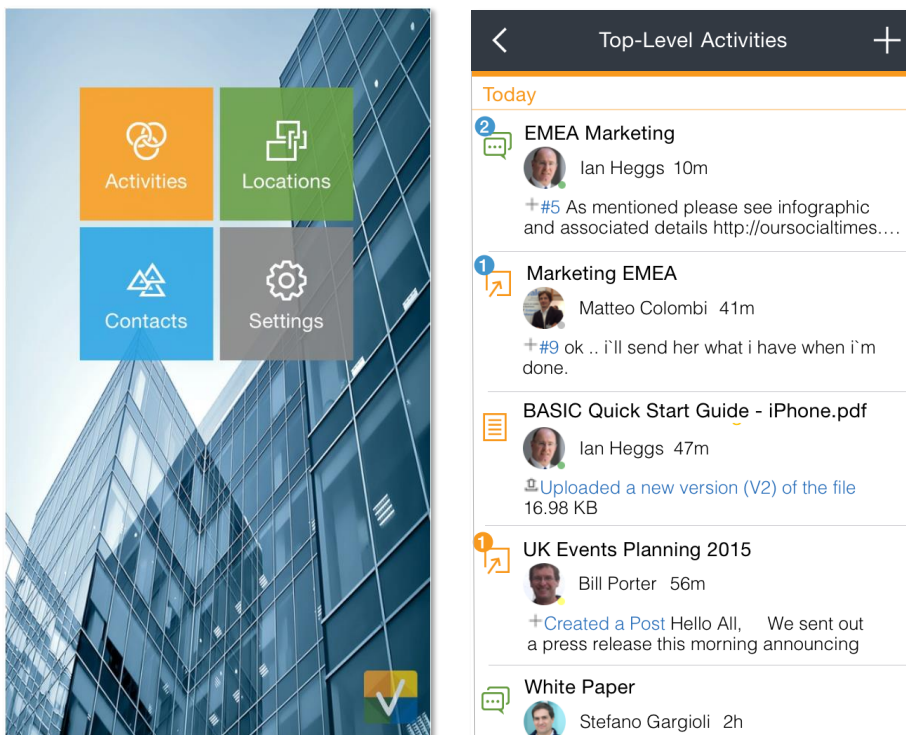 Activities
Locations
Contacts
Settings
Top-Level Activities
Today
2
EMEA Marketing
Ian Heggs 10m
#5 As mentioned please see infographic
and associated details http://oursocialtimes....
1
Marketing EMEA
Matteo Colombi 41m
#9 ok .. i`ll send her what i have when i`m
done.
BASIC Quick Start Guide - iPhone.pdf
Ian Heggs 47m
Uploaded a new version (V2) of the file
16.98 KB
1
UK Events Planning 2015
Bill Porter 56m
Created a Post Hello All, We sent out
a press release this morning announcing
White Paper
Stefano Gargioli 2h